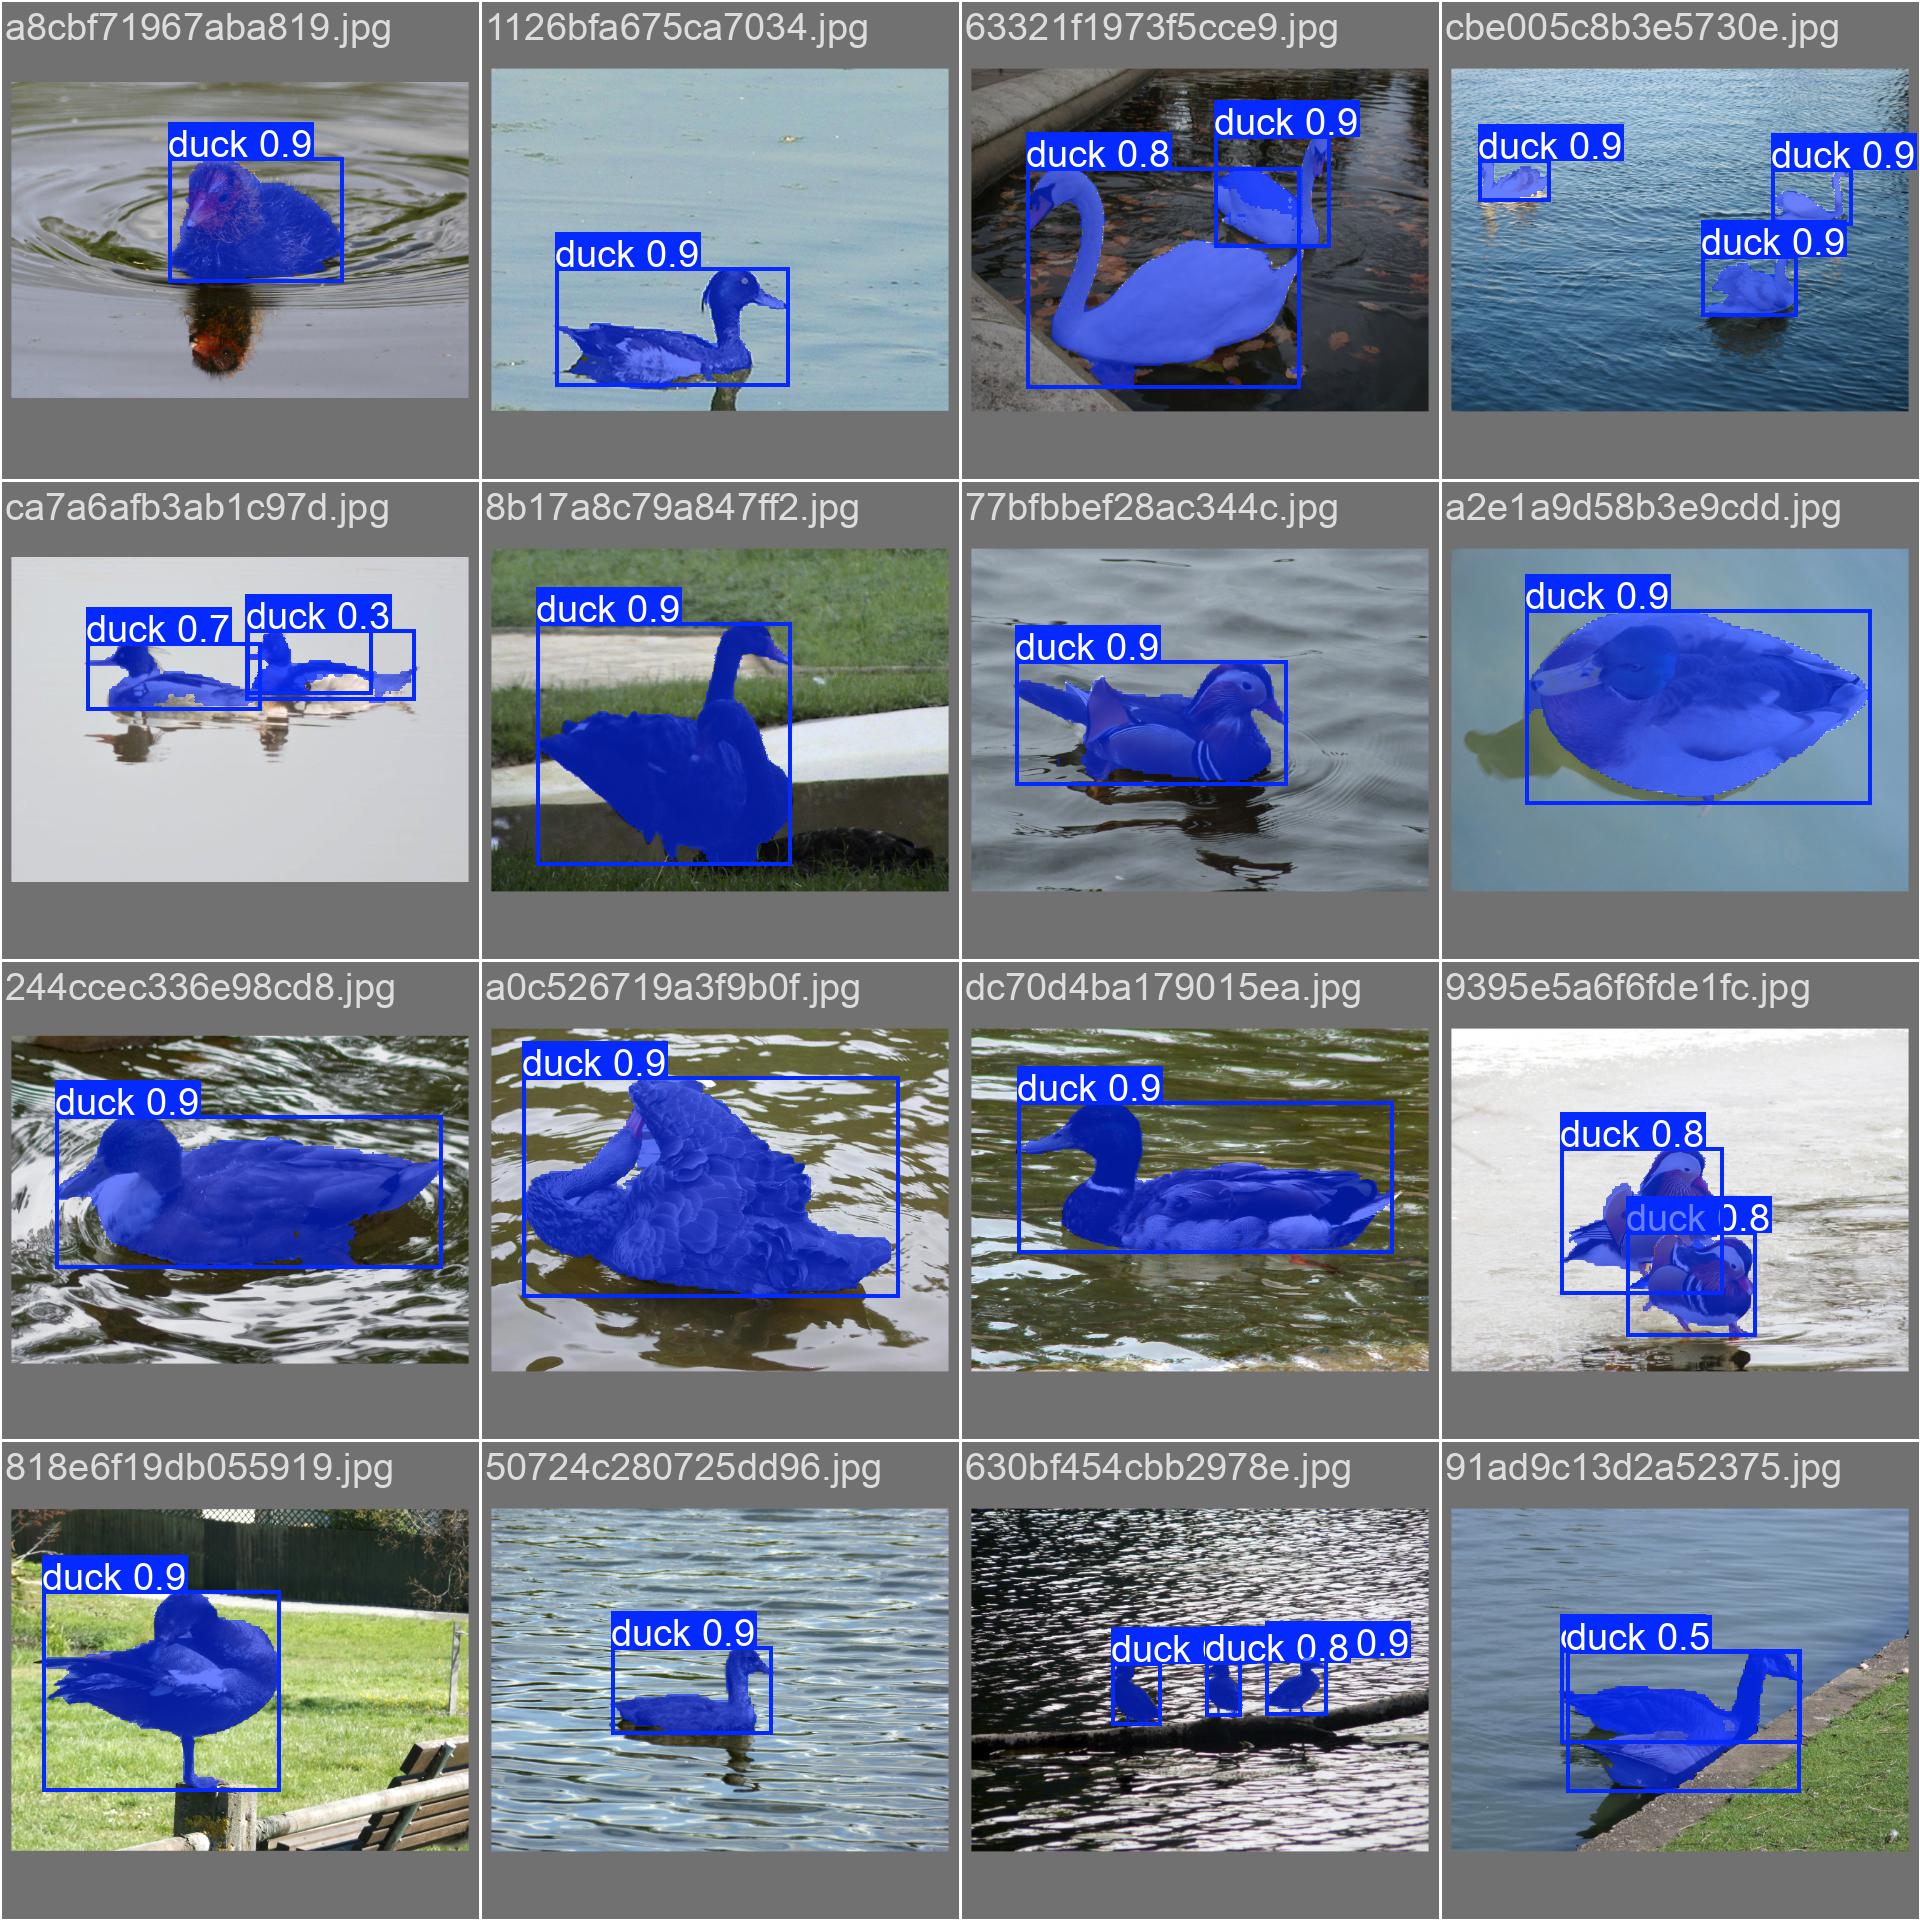 a8cbf71967aba819.jpg
duck 0.9
1126bfa675ca7034.jpg
duck 0.9
63321f1973f5cce9.jpg
duck 0.9
duck 0.8
cbe005c8b3e5730e.jpg
duck 0.9
duck 0.9
duck 0.9
ca7a6afb3ab1c97d.jpg
duck 0.7
duck 0.3
8b17a8c79a847ff2.jpg
duck 0.9
77bfbbef28ac344c.jpg
duck 0.9
a2e1a9d58b3e9cdd.jpg
duck 0.9
244ccec336e98cd8.jpg
duck 0.9
a0c526719a3f9b0f.jpg
duck 0.9
dc70d4ba179015ea.jpg
duck 0.9
9395e5a6f6fde1fc.jpg
duck 0.8
duck 0.8
818e6f19db055919.jpg
duck 0.9
50724c280725dd96.jpg
duck 0.9
630bf454cbb2978e.jpg
duck duck 0.8 0.9
91ad9c13d2a52375.jpg
duck 0.5